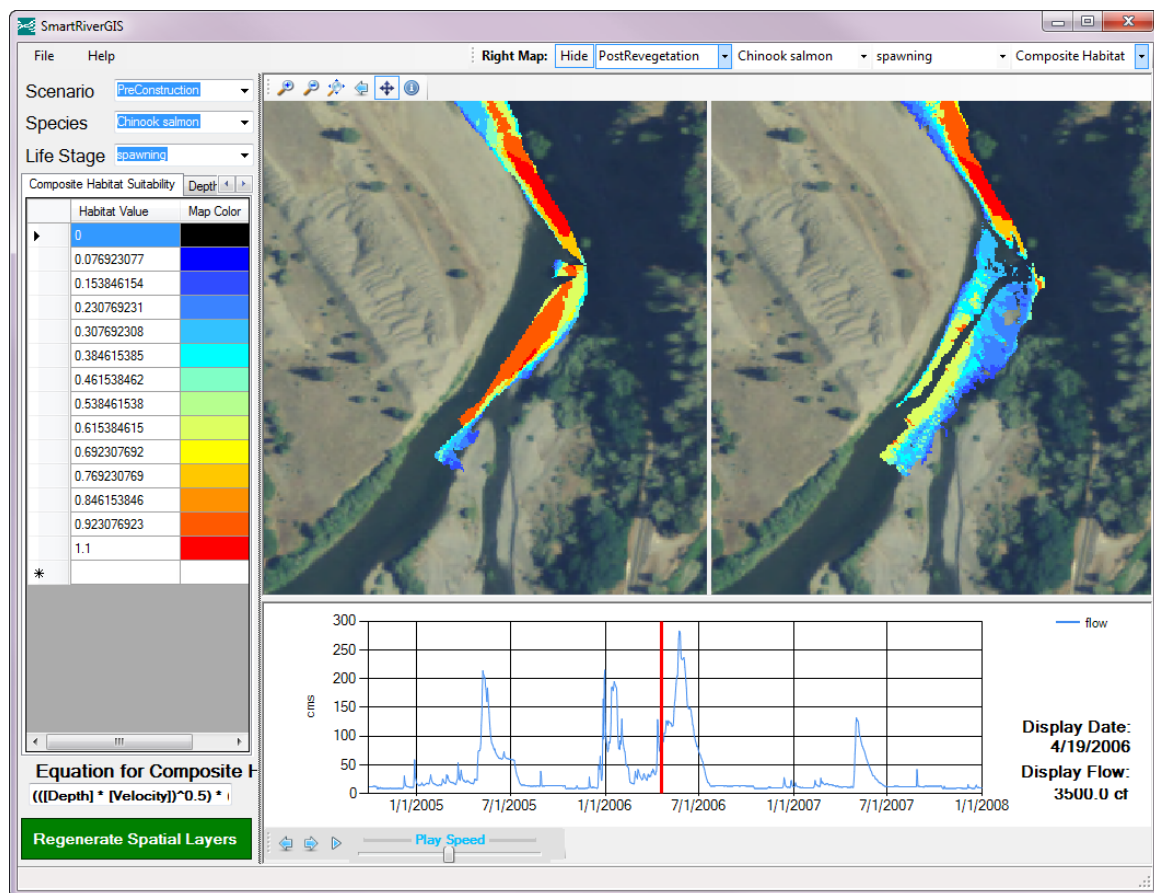 SmartRiverGIS
File Help Right Map: Hide PostRevegetation Chinook salmon spawning Composite Habitat
Scenario PreConstruction
Species Chinook salmon
Life Stage spawning
Composite Habitat Suitability Depth
Habitat Value Map Color
0
0.076923077
0.153846154
0.230769231
0.307692308
0.384615385
0.461538462
0.538461538
0.615384615
0.692307692
0.769230769
0.846153846
0.923076923
1.1
Equation for Composite H
(([Depth] * [Velocity])^0.5) * (
Regenerate Spatial Layers
300
250
200
150
100
50
0
cms
1/1/2005 7/1/2005 1/1/2006 7/1/2006 1/1/2007 7/1/2007 1/1/2008
flow
Display Date:
4/19/2006
Display Flow:
3500.0 cf
Play Speed